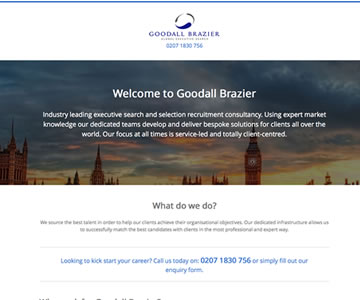 GOODALL BRAZIER
GLOBAL EXECUTIVE SEARCH
0207 1830 756
Welcome to Goodall Brazier
Industry leading executive search and selection recruitment consultancy. Using expert market
knowledge our dedicated teams develop and deliver bespoke solutions for clients all over the
world. Our focus at all times is service-led and totally client-centred.
What do we do?
We source the best talent in order to help our clients achieve their organisational objectives. Our dedicated infrastructure allows us
to successfully match the best candidates with clients in the most professional and expert way.
Looking to kick start your career? Call us today on: 0207 1830 756 or simply fill out our
enquiry form.